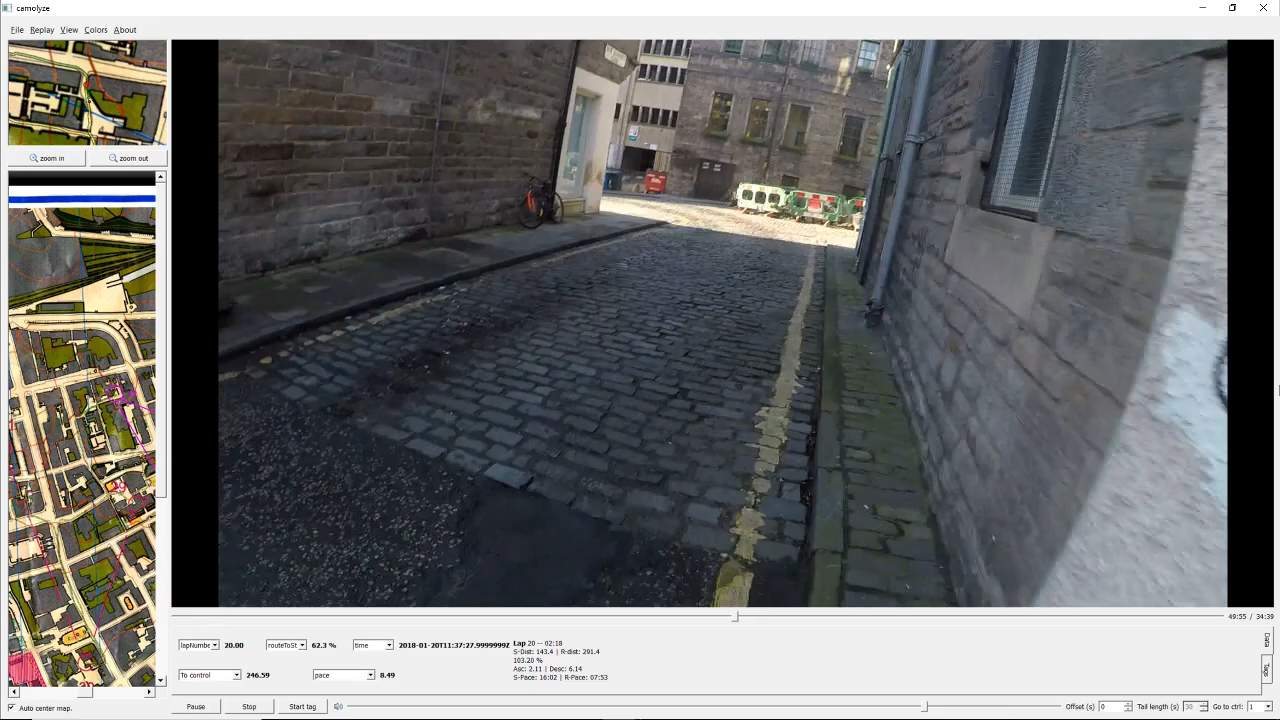 camolyze
File Replay View Colors About
zoom in zoom out
29
49:55 / 34:39
Data
Tags
lapNumbe 20.00 routeToSt 62.3 % time 2018-01-20T11:37:27.9999999Z
To control 246.59 pace 8.49
Lap 20 -- 02:18
S-Dist: 143.4 | R-dist: 291.4
103.20 %
Asc: 2.11 | Desc: 6.14
S-Pace: 16:02 | R-Pace: 07:53
Auto center map.
Pause Stop Start tag Offset (s) 0 Tail length (s) 30 Go to ctrl: 1